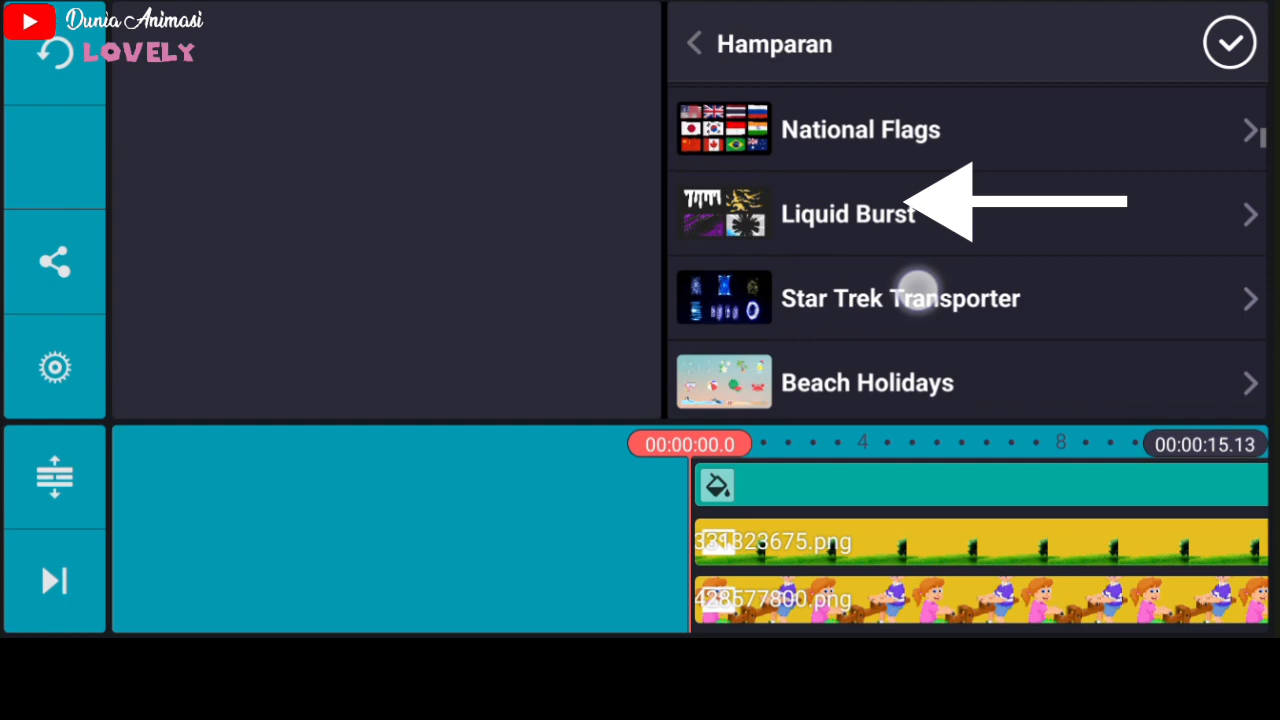 Dunia Animasi
LOVELY
Hamparan
National Flags
Liquid Burst
Star Trek Transporter
Beach Holidays
00:00:00.0
4
8
00:00:15.13
331323675.png
428577800.png